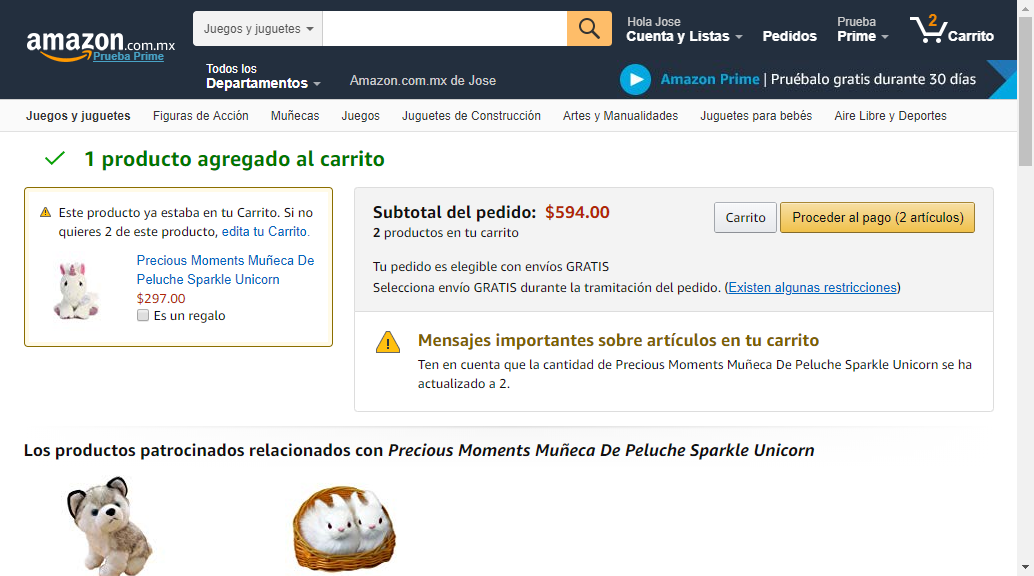 amazon.com.mx
Prueba Prime
Juegos y juguetes
Hola Jose
Cuenta y Listas
Pedidos
Prueba
Prime
2
Carrito
Todos los
Departamentos
Amazon.com.mx de Jose
Amazon Prime | Pruébalo gratis durante 30 días
Juegos y juguetes Figuras de Acción Muñecas Juegos Juguetes de Construcción Artes y Manualidades Juguetes para bebés Aire Libre y Deportes
1 producto agregado al carrito
Este producto ya estaba en tu Carrito. Si no
quieres 2 de este producto, edita tu Carrito.
Precious Moments Muñeca De
Peluche Sparkle Unicorn
$297.00
Es un regalo
Subtotal del pedido: $594.00
2 productos en tu carrito
Carrito
Proceder al pago (2 artículos)
Tu pedido es elegible con envíos GRATIS
Selecciona envío GRATIS durante la tramitación del pedido. (Existen algunas restricciones)
Mensajes importantes sobre artículos en tu carrito
Ten en cuenta que la cantidad de Precious Moments Muñeca De Peluche Sparkle Unicorn se ha
actualizado a 2.
Los productos patrocinados relacionados con Precious Moments Muñeca De Peluche Sparkle Unicorn